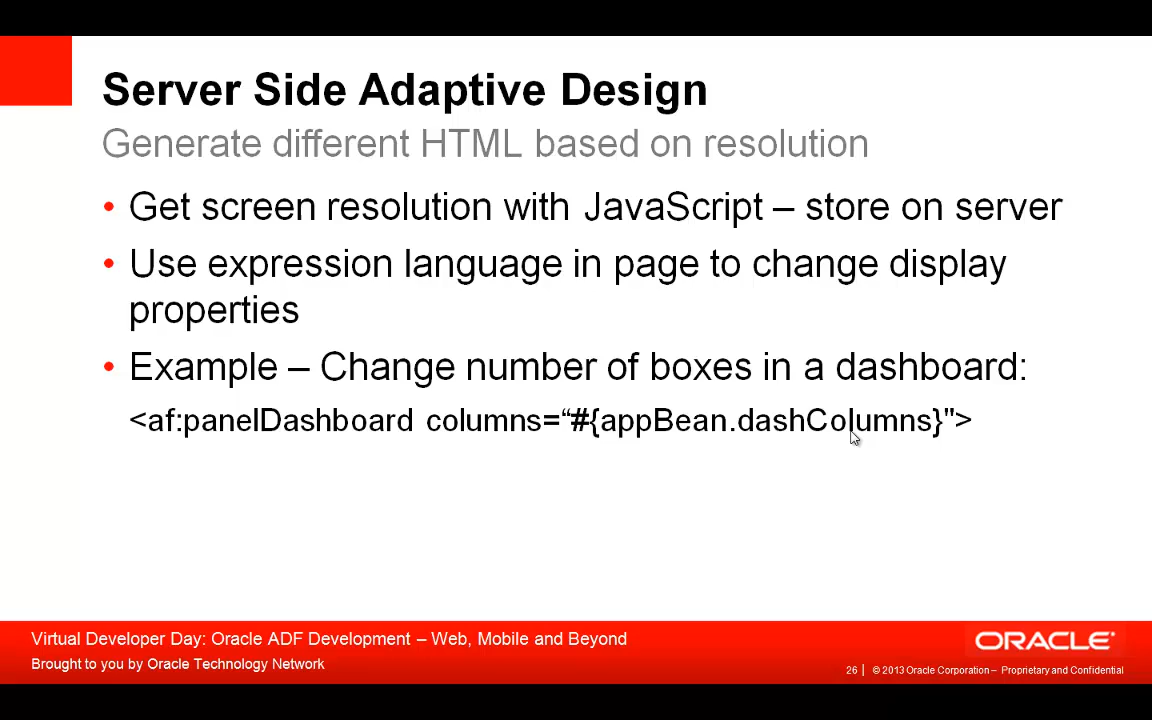 Server Side Adaptive Design
Generate different HTML based on resolution
• Get screen resolution with JavaScript – store on server
• Use expression language in page to change display
properties
• Example – Change number of boxes in a dashboard:
<af:panelDashboard columns=“#{appBean.dashColumns}">
Virtual Developer Day: Oracle ADF Development – Web, Mobile and Beyond
Brought to you by Oracle Technology Network
ORACLE®
26 | © 2013 Oracle Corporation – Proprietary and Confidential